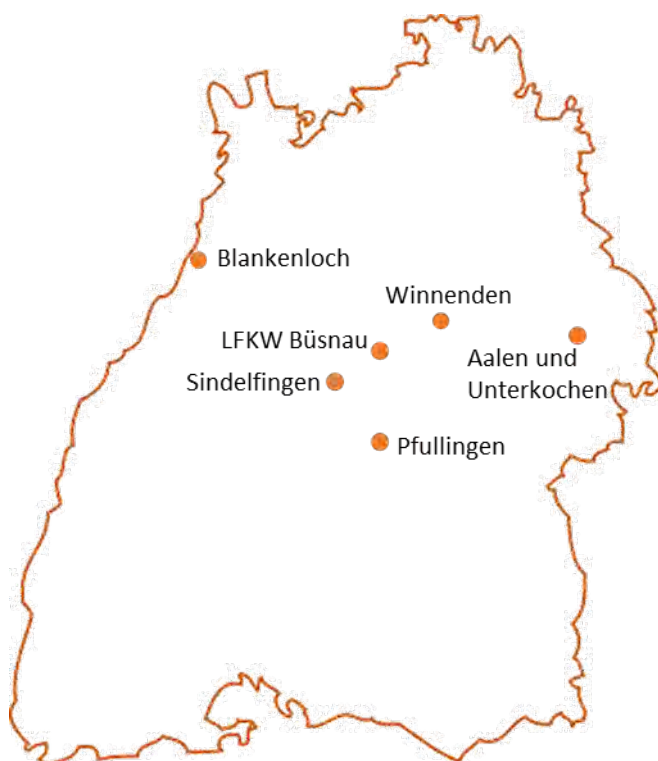 Blankenloch
Winnenden
LFKW Büsnau
Aalen und
Unterkochen
Sindelfingen
Pfullingen